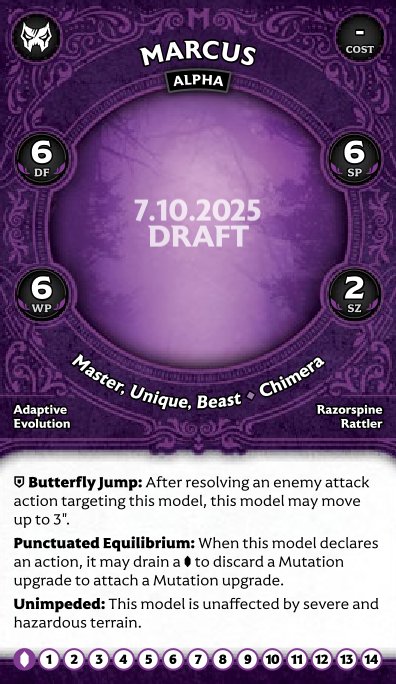 MARCUS
ALPHA
-
COST
6
DF
6
SP
7.10.2025
DRAFT
6
WP
2
SZ
Master, Unique, Beast ♦ Chimera
Adaptive
Evolution
Razorspine
Rattler
Butterfly Jump: After resolving an enemy attack
action targeting this model, this model may move
up to 3".
Punctuated Equilibrium: When this model declares
an action, it may drain a to discard a Mutation
upgrade to attach a Mutation upgrade.
Unimpeded: This model is unaffected by severe and
hazardous terrain.
1 2 3 4 5 6 7 8 9 10 11 12 13 14